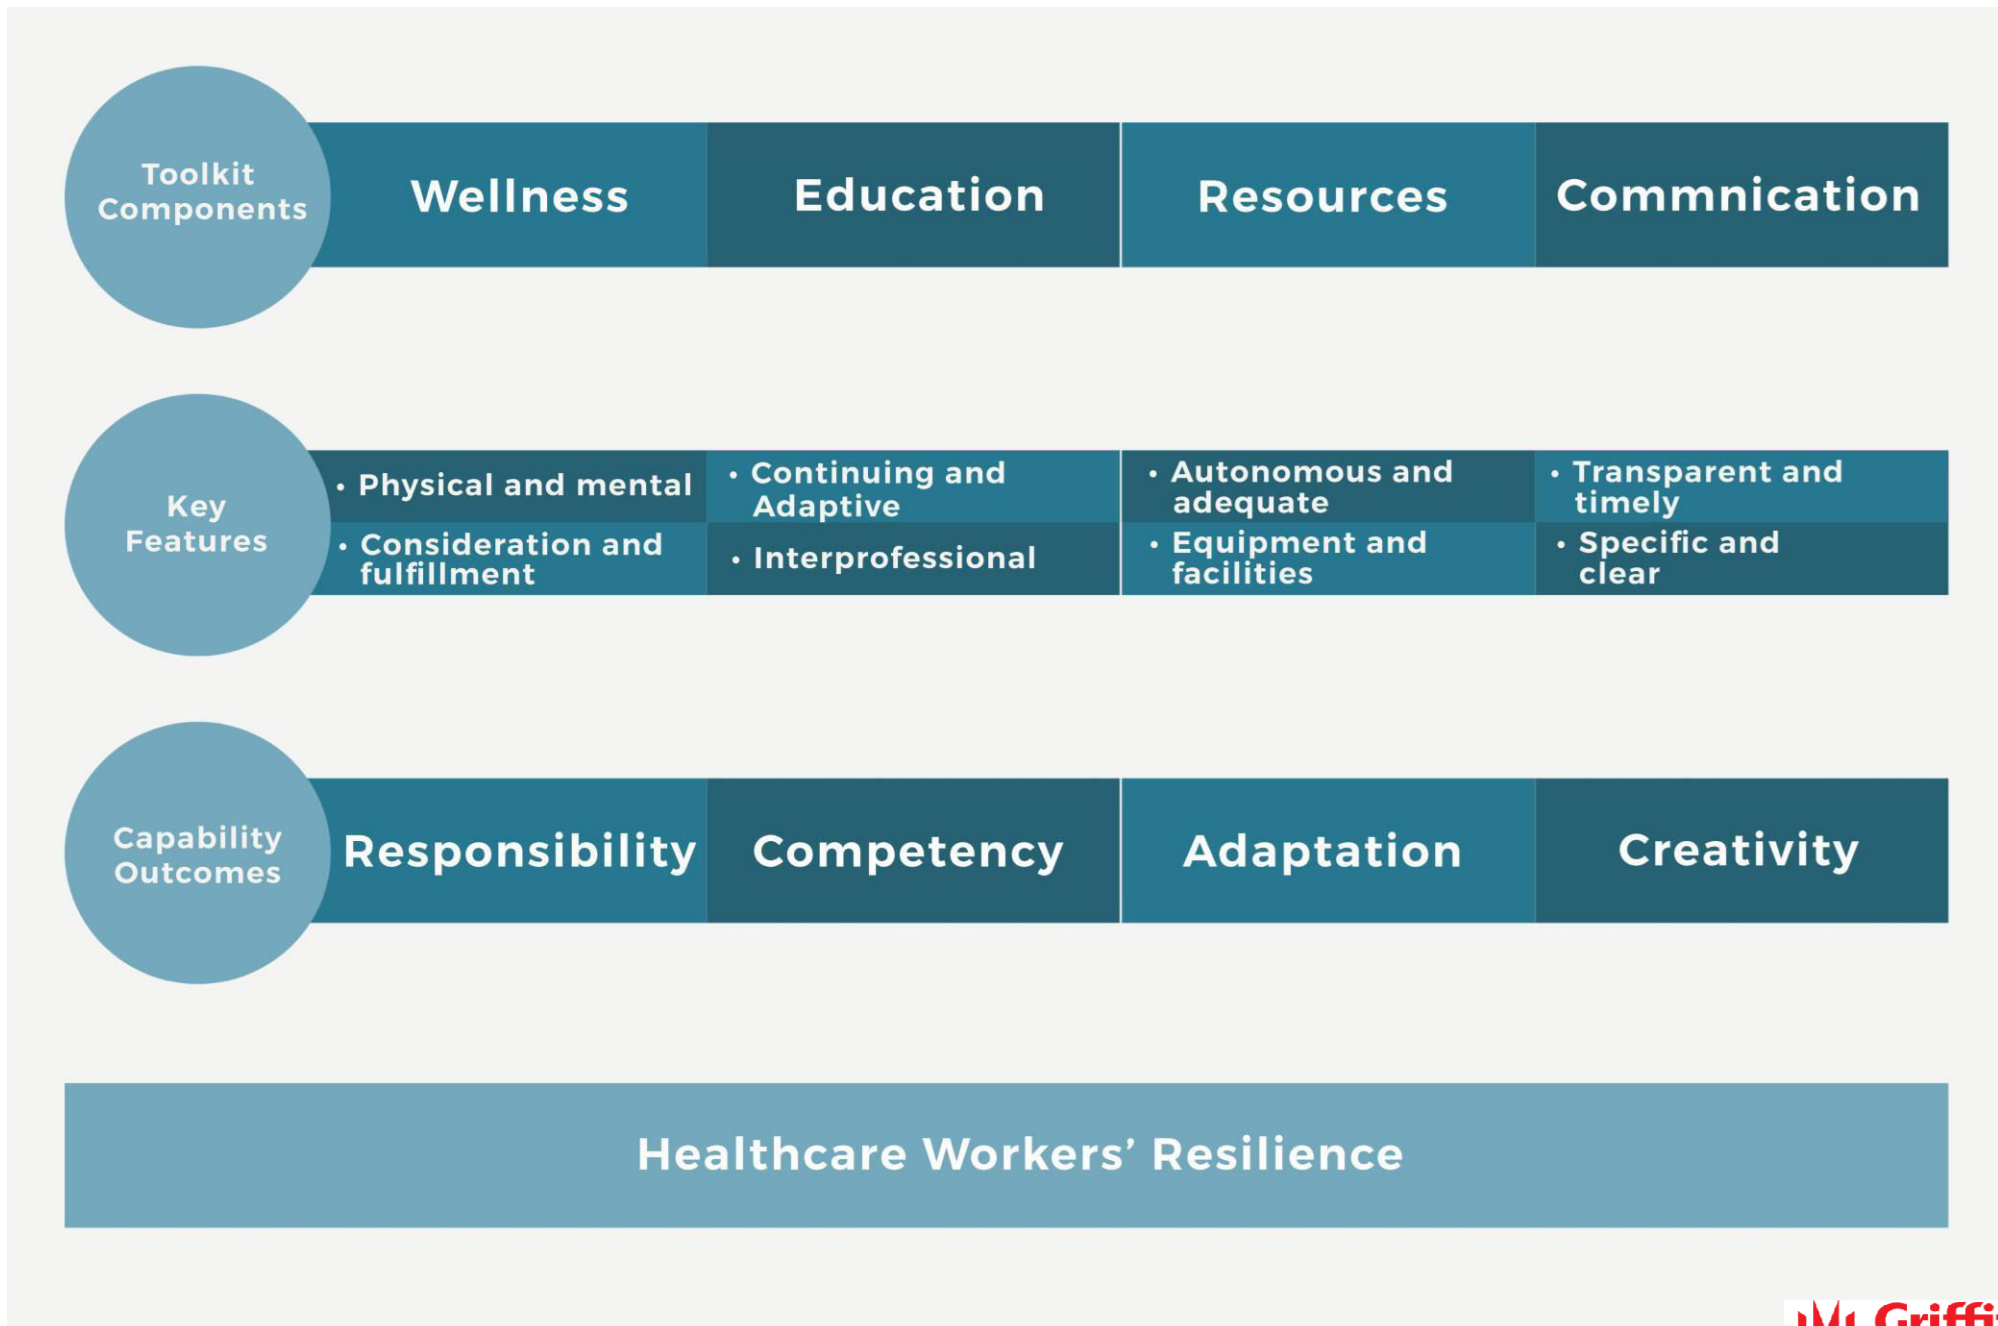 Toolkit
Components
Wellness
Education
Resources
Commnication
Key
Features
• Physical and mental
• Continuing and
Adaptive
• Autonomous and
adequate
• Transparent and
timely
• Consideration and
fulfillment
• Interprofessional
• Equipment and
facilities
• Specific and
clear
Capability
Outcomes
Responsibility
Competency
Adaptation
Creativity
Healthcare Workers’ Resilience